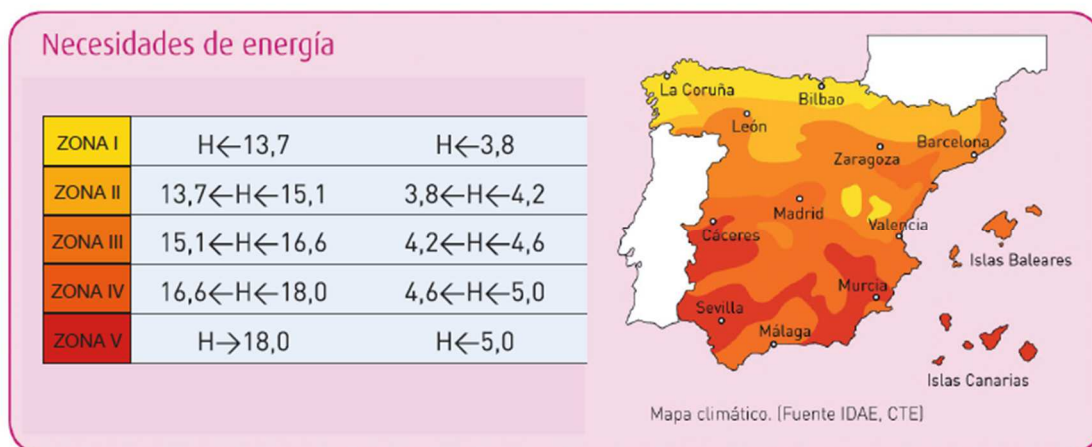 Necesidades de energía
ZONA I H←13,7 H←3,8
ZONA II 13,7←H←15,1 3,8←H←4,2
ZONA III 15,1←H←16,6 4,2←H←4,6
ZONA IV 16,6←H←18,0 4,6←H←5,0
ZONA V H→18,0 H←5,0
La Coruña
Bilbao
León
Zaragoza
Barcelona
Madrid
Cáceres
Valencia
Islas Baleares
Murcia
Sevilla
Málaga
Islas Canarias
Mapa climático. (Fuente IDAE, CTE)